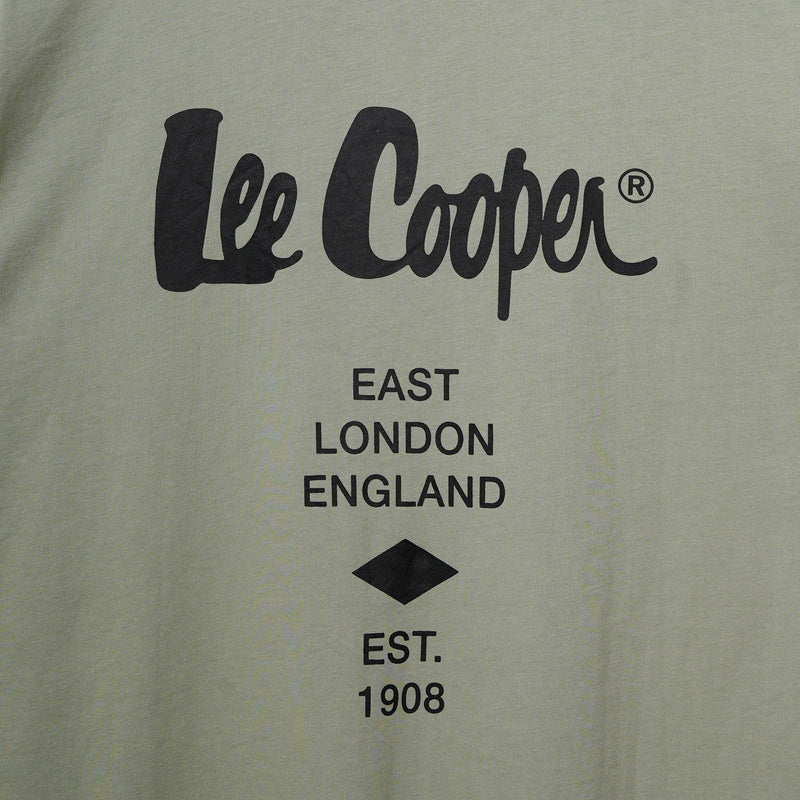 Lee Cooper®
EAST
LONDON
ENGLAND
EST.
1908